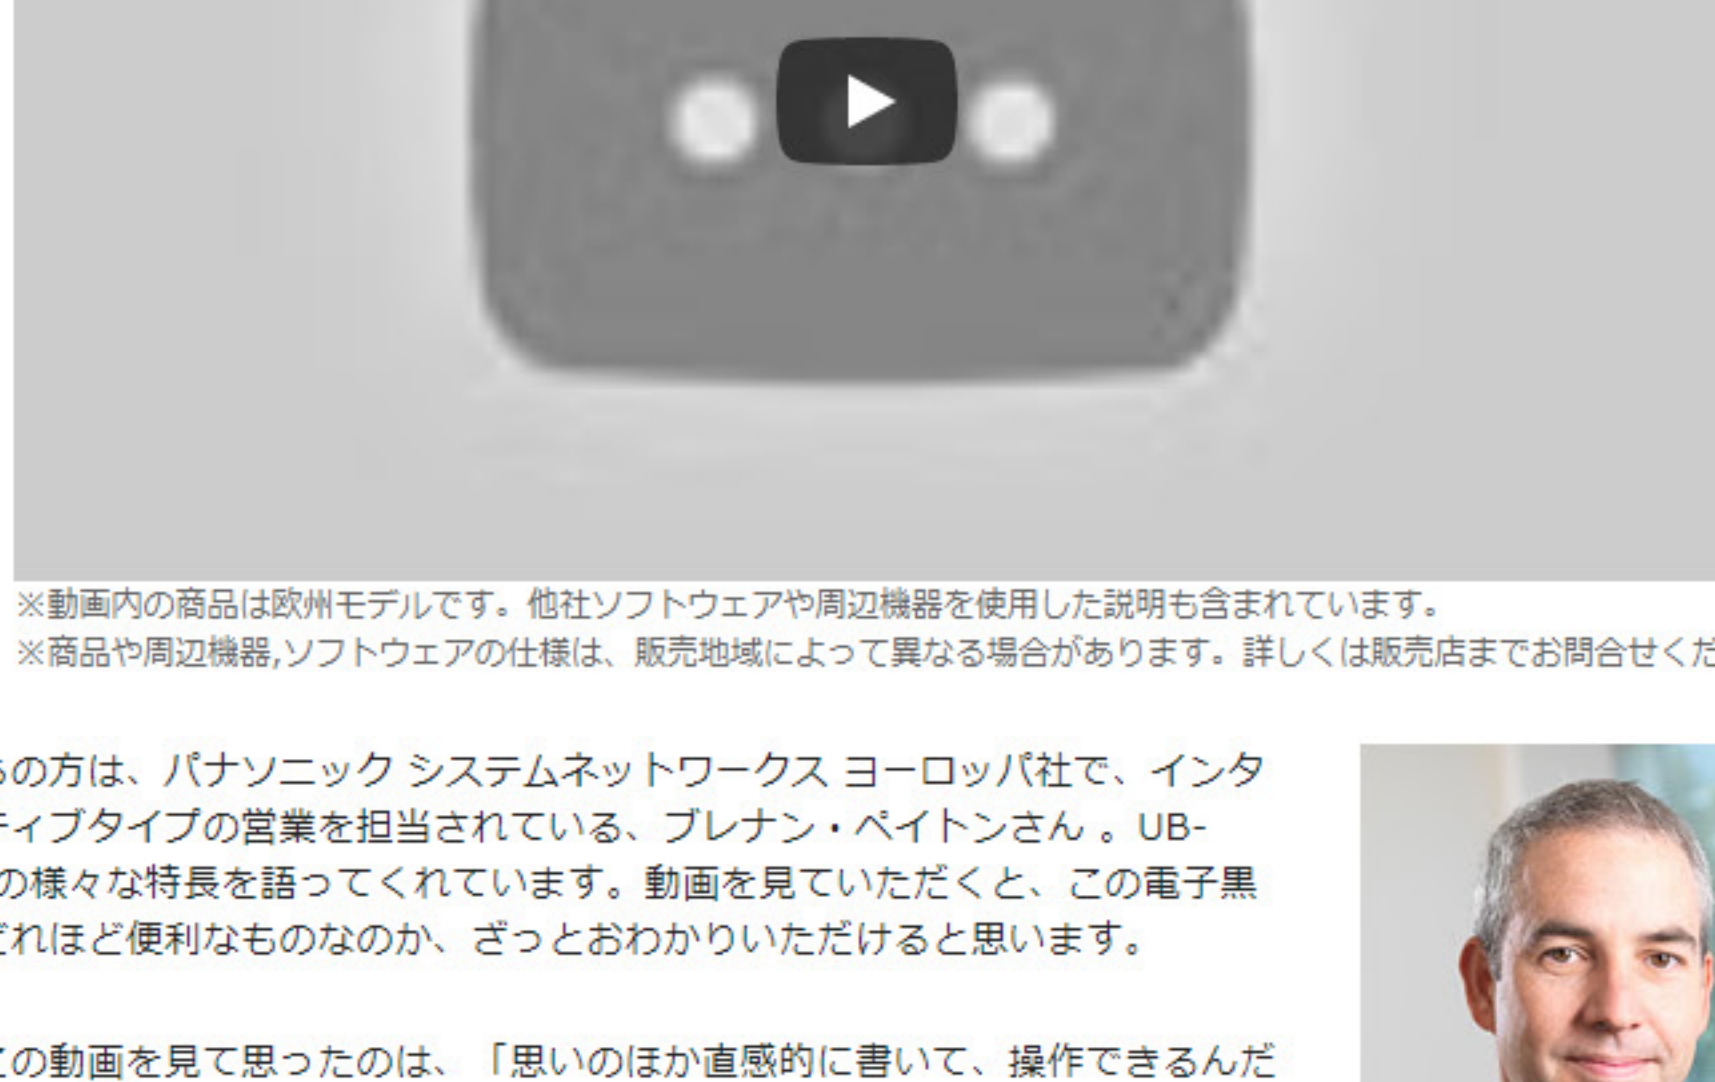 ※動画内の商品は欧州モデルです。他社ソフトウェアや周辺機器を使用した説明も含まれています。
※商品や周辺機器,ソフトウェアの仕様は、販売地域によって異なる場合があります。詳しくは販売店までお問合せくだ
の方は、パナソニック システムネットワークス ヨーロッパ社で、インタ
ティブタイプの営業を担当されている、ブレナン・ペイトンさん 。UB-
の様々な特長を語ってくれています。動画を見ていただくと、この電子黒
どれほど便利なものなのか、ざっとおわかりいただけると思います。
この動画を見て思ったのは、「思いのほか直感的に書いて、操作できるんだ